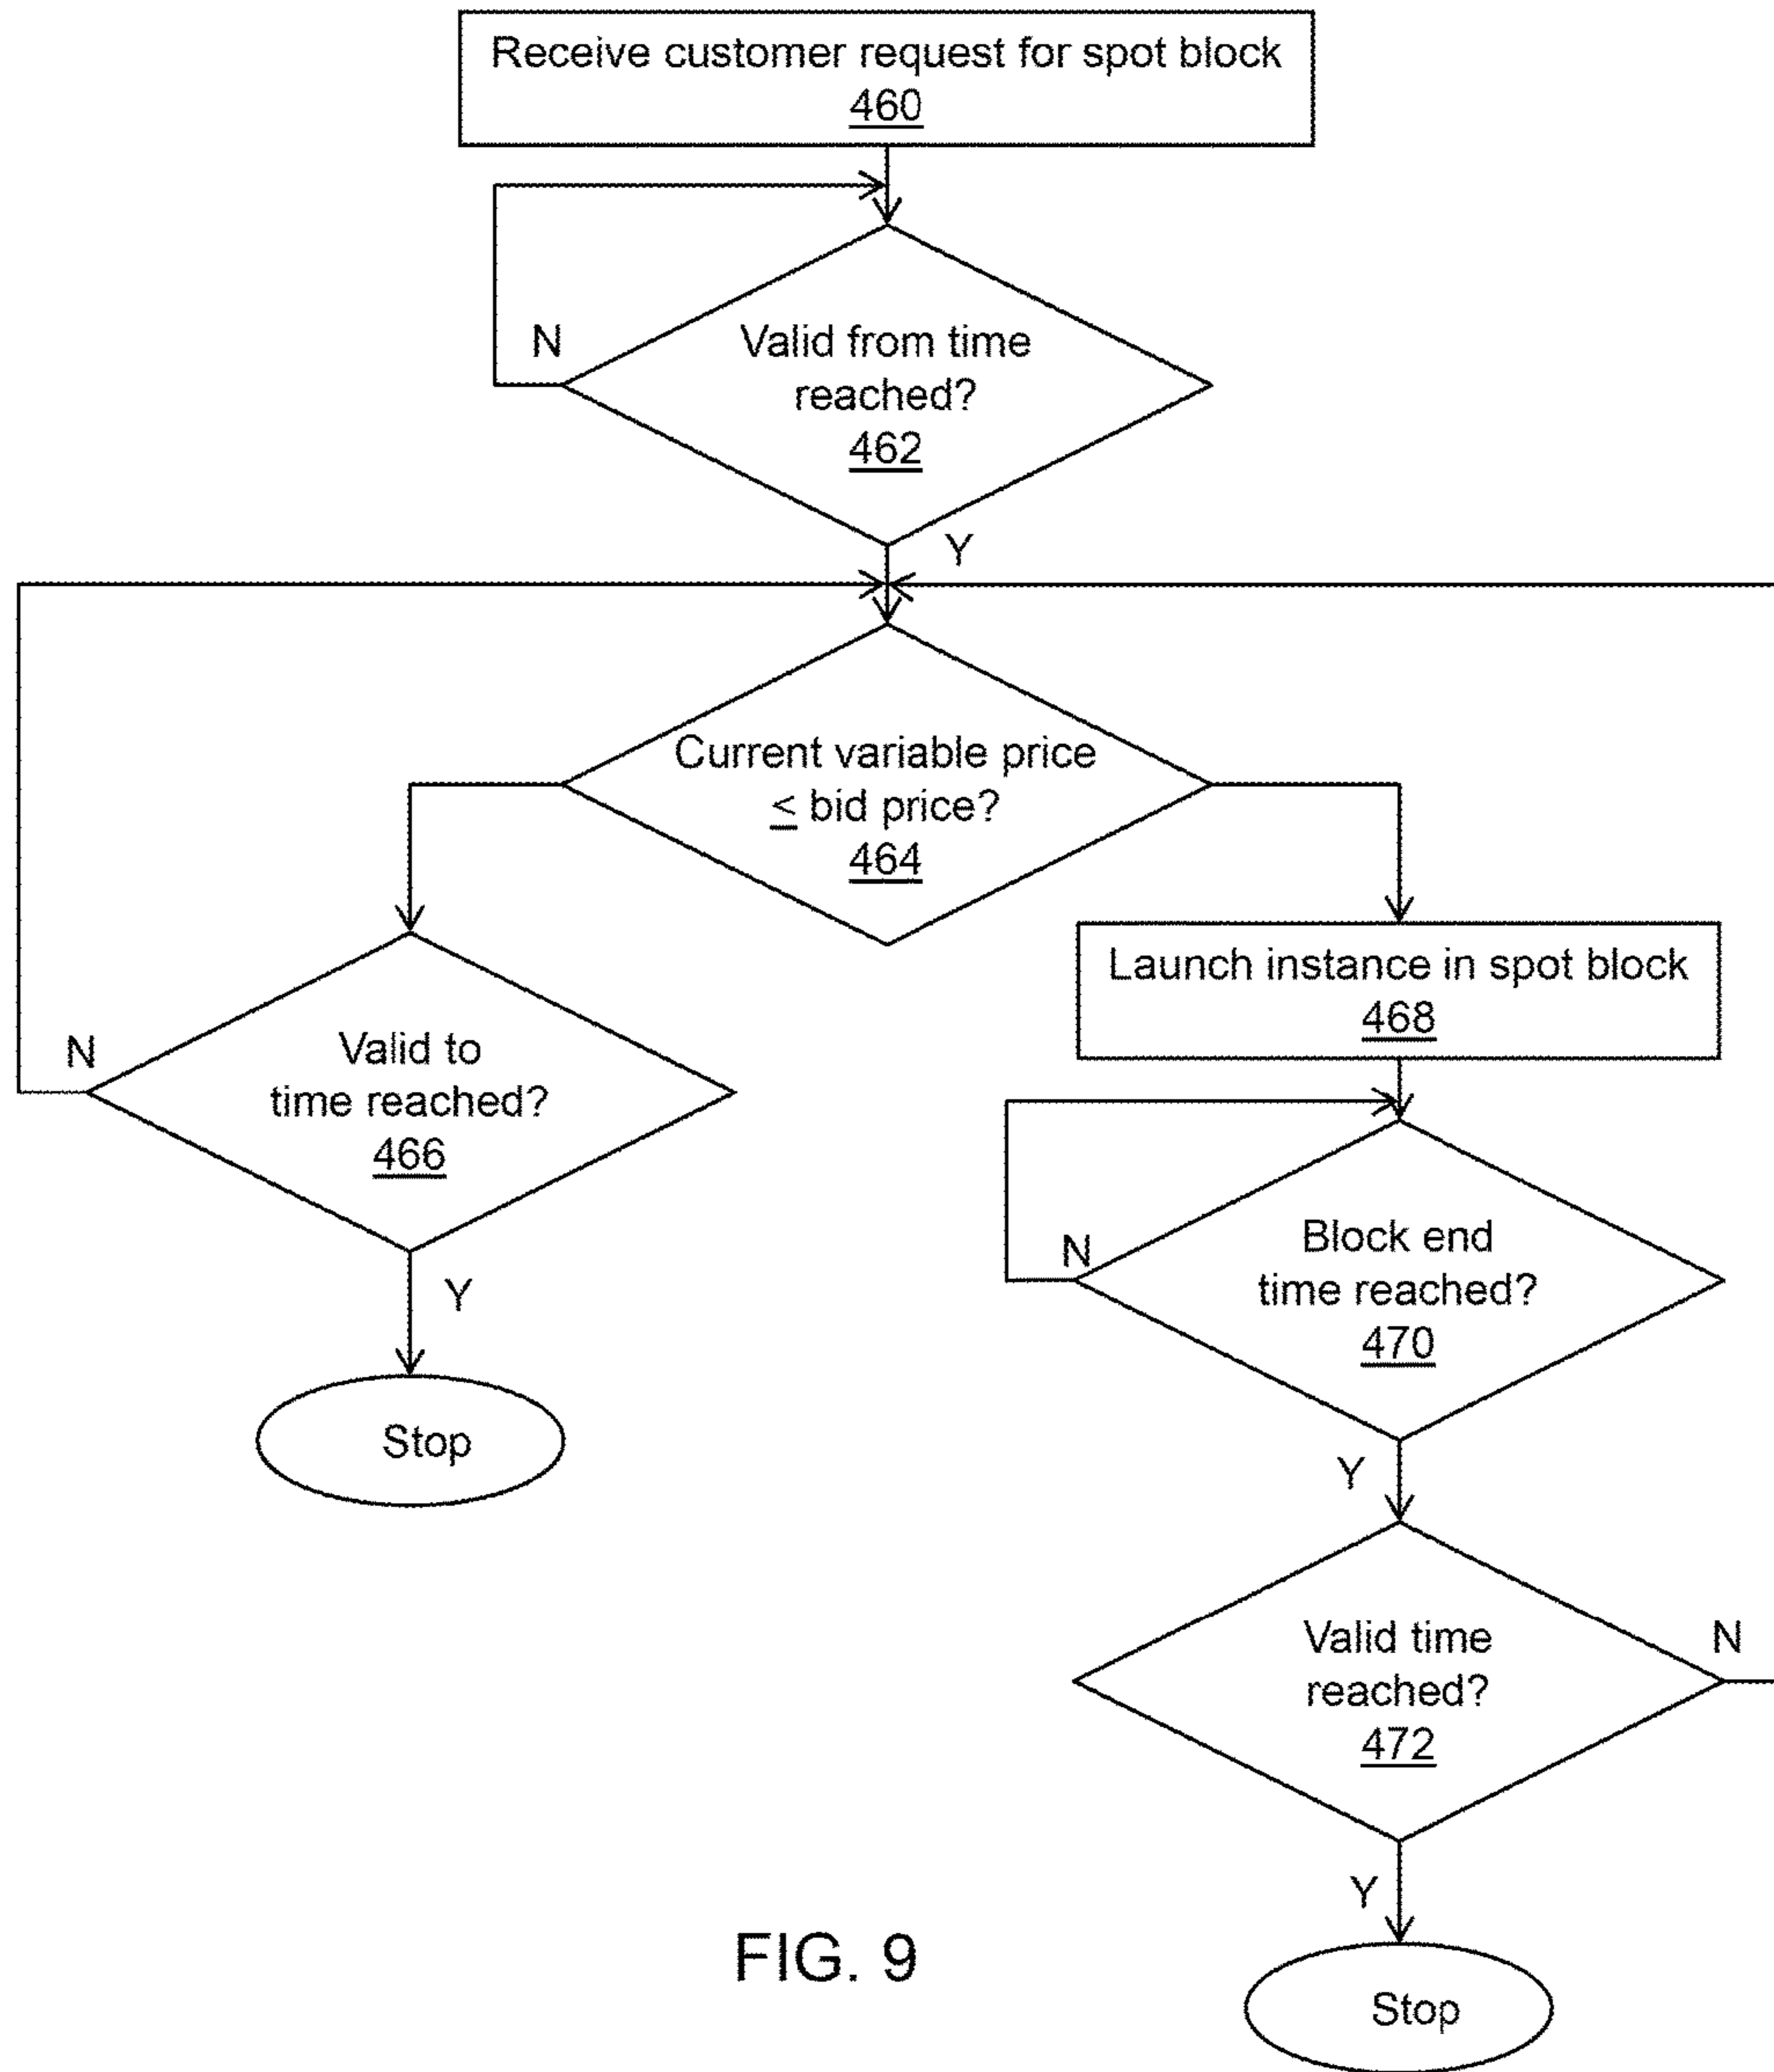 Receive customer request for spot block
460
N
Valid from time
reached?
462
Y
Current variable price
≤ bid price?
464
Launch instance in spot block
468
N
Valid to
time reached?
466
Y
Stop
N
Block end
time reached?
470
Y
Valid time
reached?
472
N
Y
Stop
FIG. 9